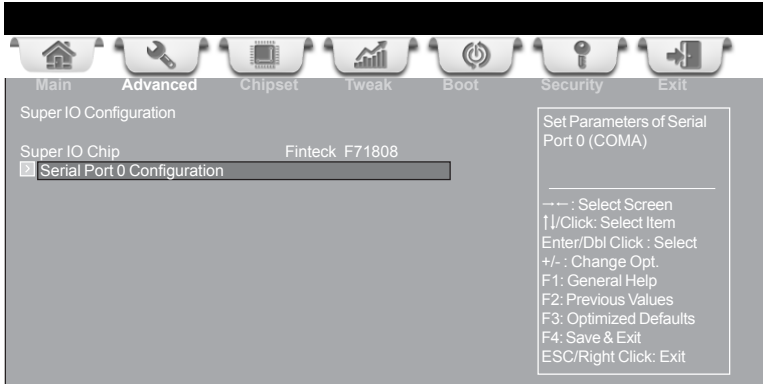 Main Advanced Chipset Tweak Boot Security Exit
Super IO Configuration
Super IO Chip Finteck F71808
> Serial Port 0 Configuration
Set Parameters of Serial
Port 0 (COMA)
→←: Select Screen
↑↓/Click: Select Item
Enter/Dbl Click : Select
+/- : Change Opt.
F1: General Help
F2: Previous Values
F3: Optimized Defaults
F4: Save & Exit
ESC/Right Click: Exit